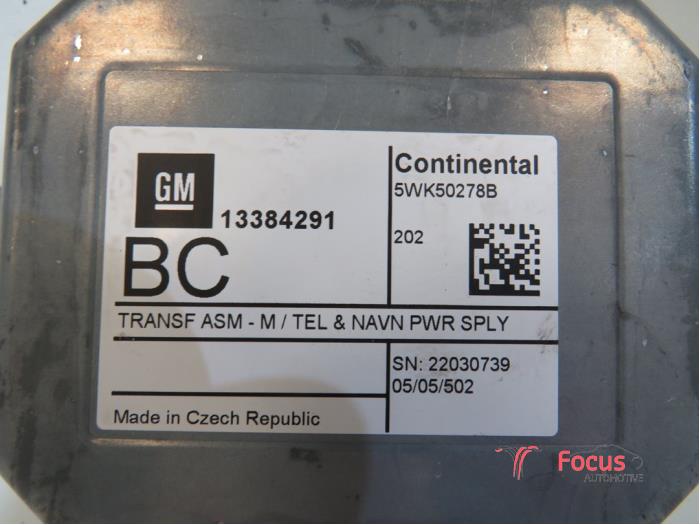 GM
13384291
BC
Continental
5WK50278B
202
TRANSF ASM - M / TEL & NAVN PWR SPLY
SN: 22030739
05/05/502
Made in Czech Republic
Focus
AUTOMOTIVE